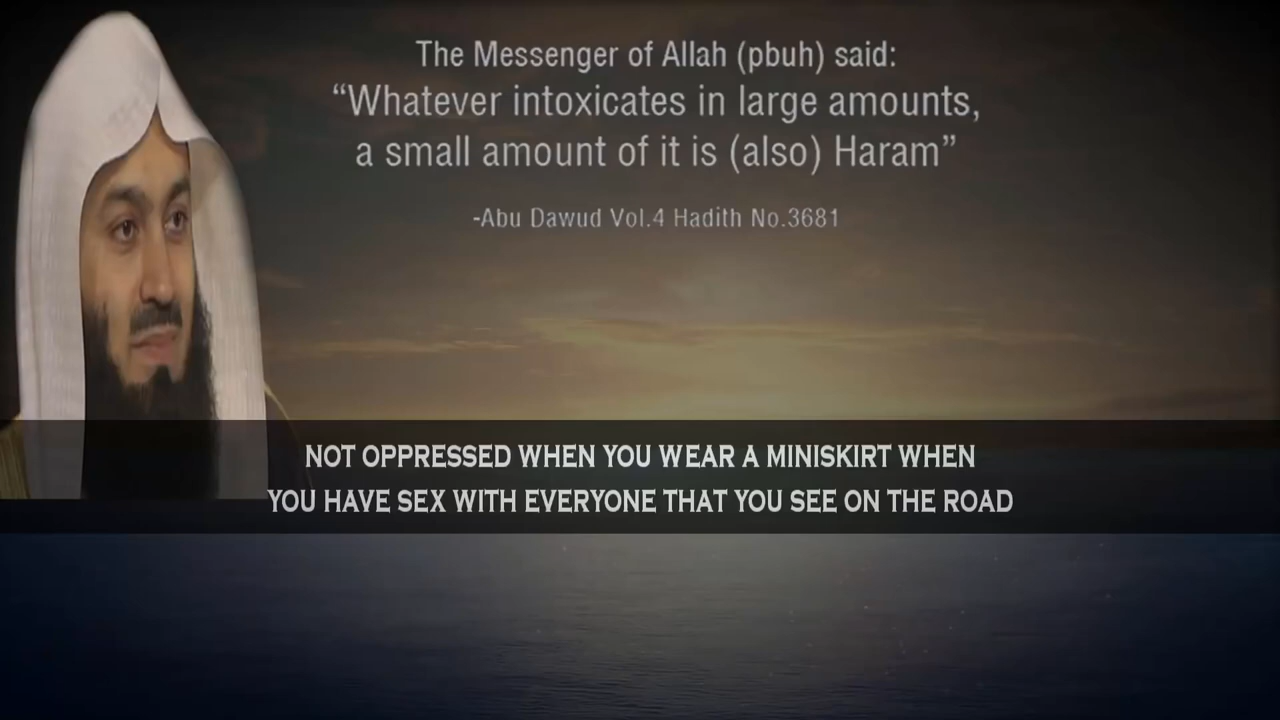 The Messenger of Allah (pbuh) said:
“Whatever intoxicates in large amounts,
a small amount of it is (also) Haram”
-Abu Dawud Vol.4 Hadith No.3681
NOT OPPRESSED WHEN YOU WEAR A MINISKIRT WHEN
YOU HAVE SEX WITH EVERYONE THAT YOU SEE ON THE ROAD